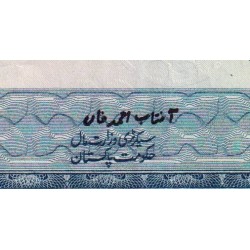 آفتاب احمد خان
سیکرٹری وزارت مال
حکومت پاکستان